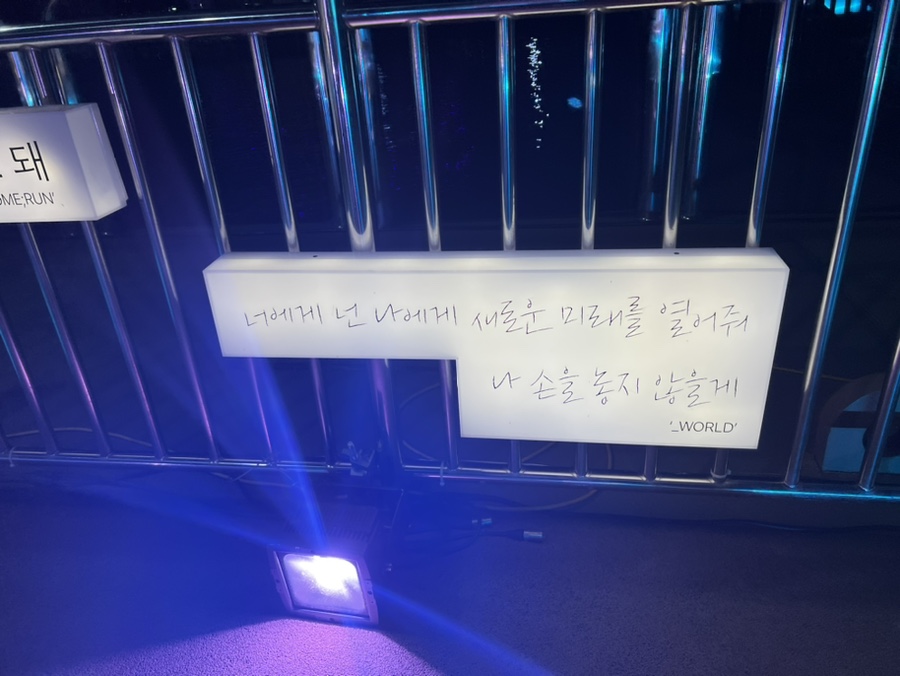 돼
OME;RUN'
너에게 넌 나에게 새로운 미래를 열어줘
나 손을 놓지 않을게
'_WORLD'